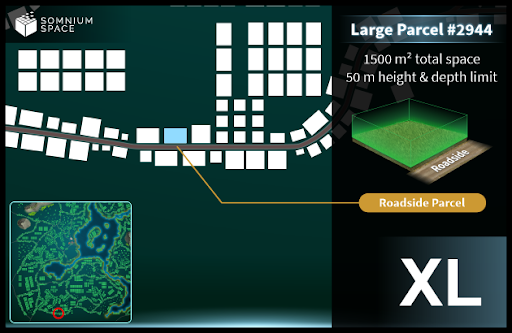 SOMNIUM
SPACE
Large Parcel #2944
1500 m² total space
50 m height & depth limit
Roadside
Roadside Parcel
XL